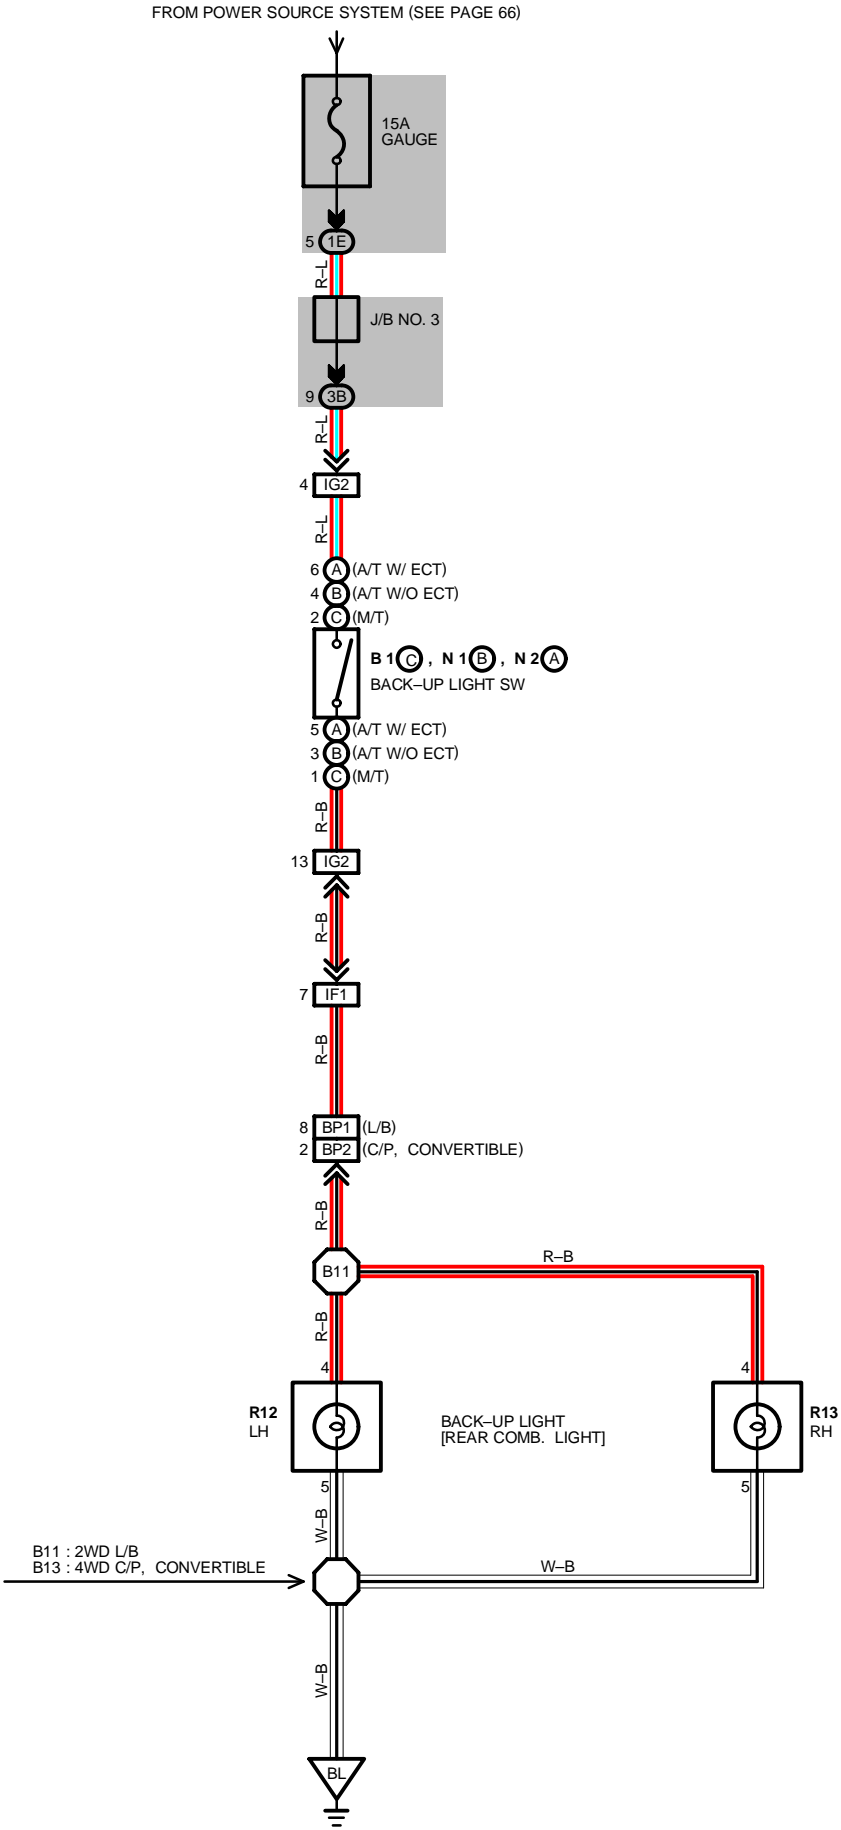 FROM POWER SOURCE SYSTEM (SEE PAGE 66)
15A
GAUGE
5 1E
R–L
J/B NO. 3
9 3B
R–L
4 IG2
R–L
6 A (A/T W/ ECT)
4 B (A/T W/O ECT)
2 C (M/T)
B 1 C , N 1 B , N 2 A
BACK–UP LIGHT SW
5 A (A/T W/ ECT)
3 B (A/T W/O ECT)
1 C (M/T)
R–B
13 IG2
R–B
7 IF1
R–B
8 BP1 (L/B)
2 BP2 (C/P, CONVERTIBLE)
R–B
B11
R–B
R–B
4
4
R12
LH
BACK–UP LIGHT
[REAR COMB. LIGHT]
R13
RH
5
5
W–B
B11 : 2WD L/B
B13 : 4WD C/P, CONVERTIBLE
W–B
W–B
BL